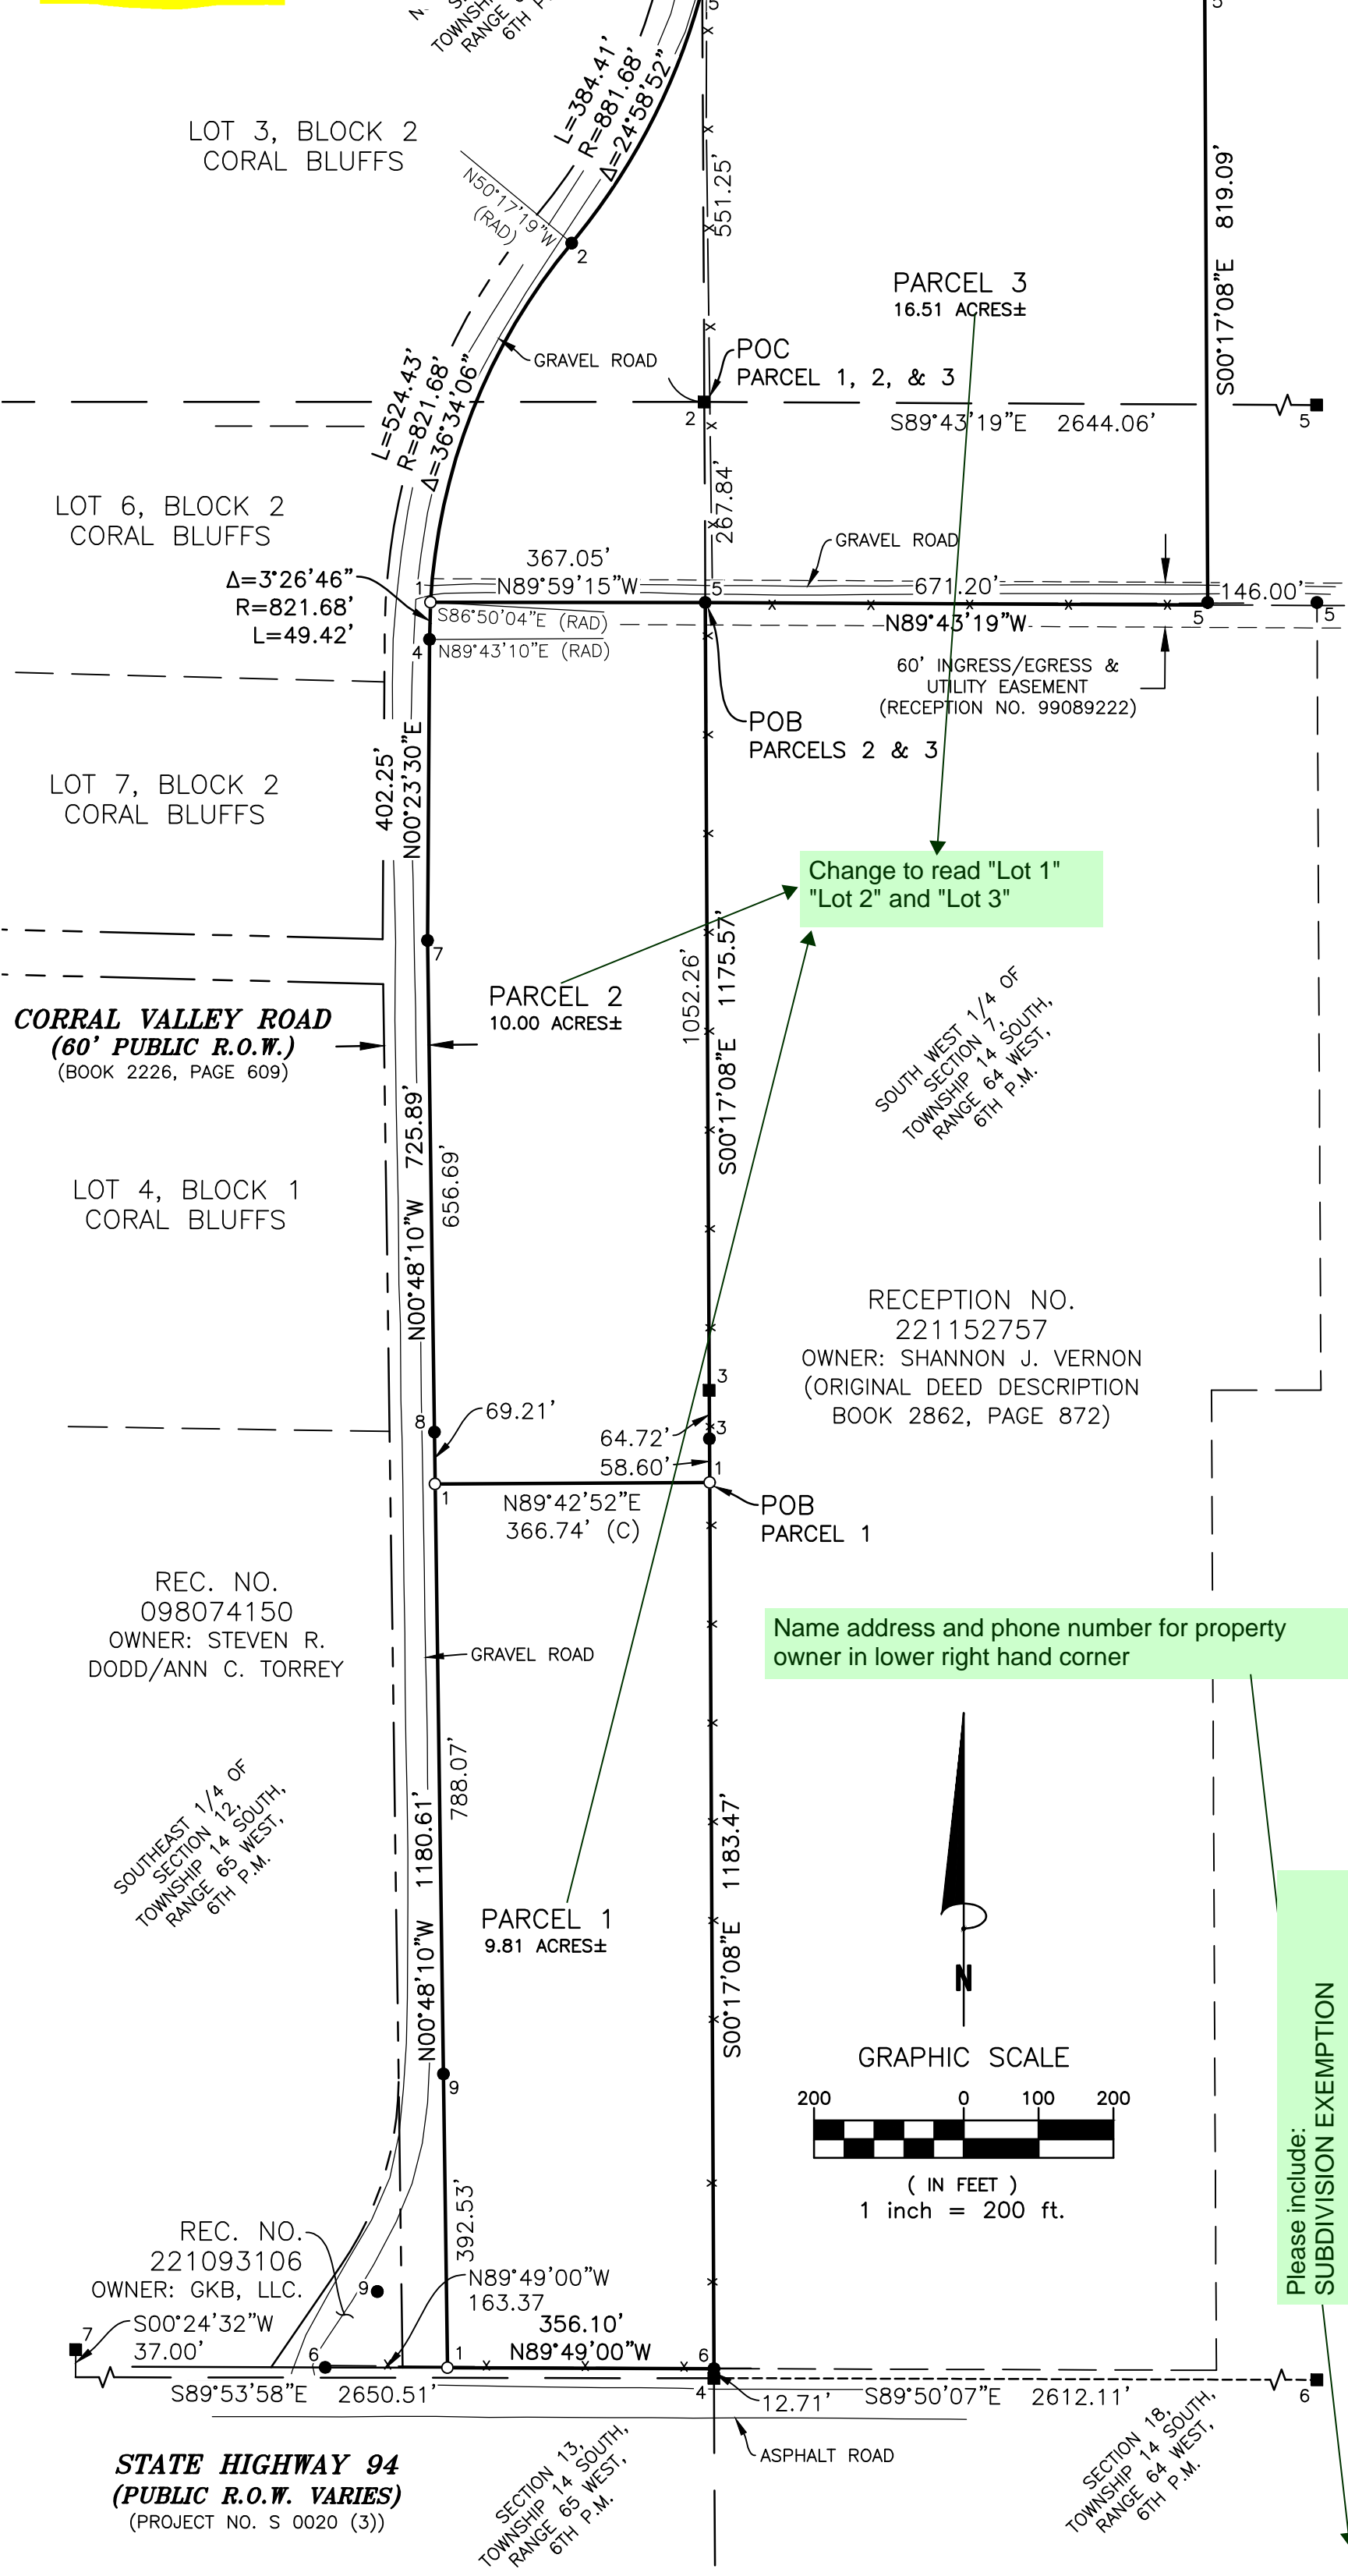 TOWNSHIP
RANGE
6TH P.M.
5
5
L=384.41'
R=881.68'
Δ=24°58'52"
LOT 3, BLOCK 2
CORAL BLUFFS
N50°17'19"W
(RAD)
2
551.25'
S00°17'08"E 819.09'
PARCEL 3
16.51 ACRES±
GRAVEL ROAD
POC
PARCEL 1, 2, & 3
2
S89°43'19"E 2644.06'
5
L=524.43'
R=821.68'
Δ=36°34'06"
267.84'
LOT 6, BLOCK 2
CORAL BLUFFS
GRAVEL ROAD
367.05'
N89°59'15"W
5
671.20'
146.00'
Δ=3°26'46"
R=821.68'
L=49.42'
1
S86°50'04"E (RAD)
4
N89°43'10"E (RAD)
N89°43'19"W
5
5
60' INGRESS/EGRESS &
UTILITY EASEMENT
(RECEPTION NO. 99089222)
POB
PARCELS 2 & 3
402.25'
N00°23'30"E
LOT 7, BLOCK 2
CORAL BLUFFS
Change to read "Lot 1"
"Lot 2" and "Lot 3"
7
1052.26'
S00°17'08"E 1175.57'
PARCEL 2
10.00 ACRES±
CORRAL VALLEY ROAD
(60' PUBLIC R.O.W.)
(BOOK 2226, PAGE 609)
SOUTH WEST 1/4 OF
SECTION 7,
TOWNSHIP 14 SOUTH,
RANGE 64 WEST,
6TH P.M.
N00°48'10"W 725.89'
656.69'
LOT 4, BLOCK 1
CORAL BLUFFS
RECEPTION NO.
221152757
OWNER: SHANNON J. VERNON
(ORIGINAL DEED DESCRIPTION
BOOK 2862, PAGE 872)
3
8
69.21'
64.72'
3
58.60'
1
1
N89°42'52"E
366.74' (C)
POB
PARCEL 1
REC. NO.
098074150
OWNER: STEVEN R.
DODD/ANN C. TORREY
GRAVEL ROAD
Name address and phone number for property
owner in lower right hand corner
SOUTHEAST 1/4 OF
SECTION 12,
TOWNSHIP 14 SOUTH,
RANGE 65 WEST,
6TH P.M.
N00°48'10"W 1180.61'
788.07'
S00°17'08"E 1183.47'
PARCEL 1
9.81 ACRES±
N
9
GRAPHIC SCALE
200 0 100 200
( IN FEET )
1 inch = 200 ft.
Please include:
SUBDIVISION EXEMPTION
392.53'
REC. NO.
221093106
OWNER: GKB, LLC.
9
N89°49'00"W
163.37
7
S00°24'32"W
37.00'
356.10'
N89°49'00"W
6
1
6
S89°53'58"E 2650.51'
4
12.71'
S89°50'07"E 2612.11'
6
ASPHALT ROAD
STATE HIGHWAY 94
(PUBLIC R.O.W. VARIES)
(PROJECT NO. S 0020 (3))
SECTION 13,
TOWNSHIP 14 SOUTH,
RANGE 65 WEST,
6TH P.M.
SECTION 18,
TOWNSHIP 14 SOUTH,
RANGE 64 WEST,
6TH P.M.